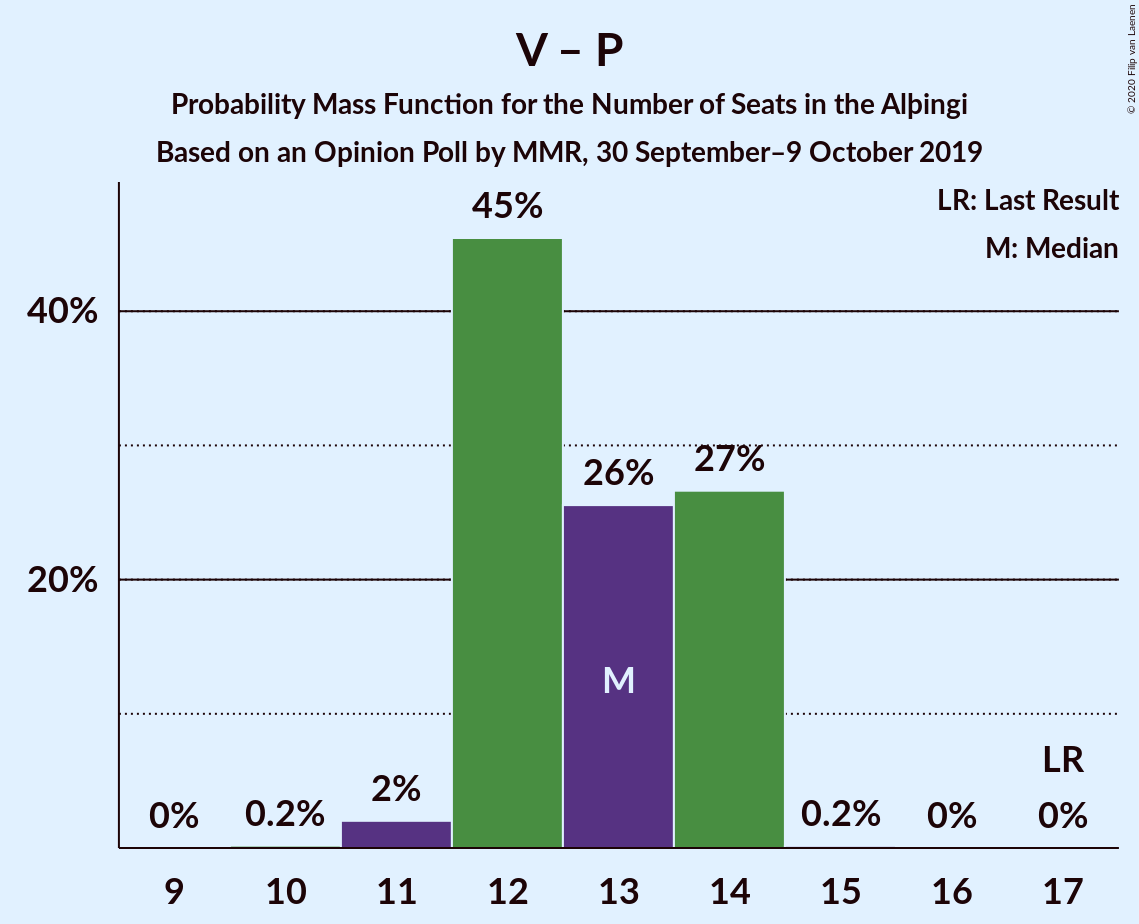 V – P
Probability Mass Function for the Number of Seats in the Alþingi
Based on an Opinion Poll by MMR, 30 September–9 October 2019
© 2020 Filip van Laenen
LR: Last Result
M: Median
40%
20%
0%
0.2%
2%
45%
26%
27%
0.2%
0%
0%
M
LR
9 10 11 12 13 14 15 16 17